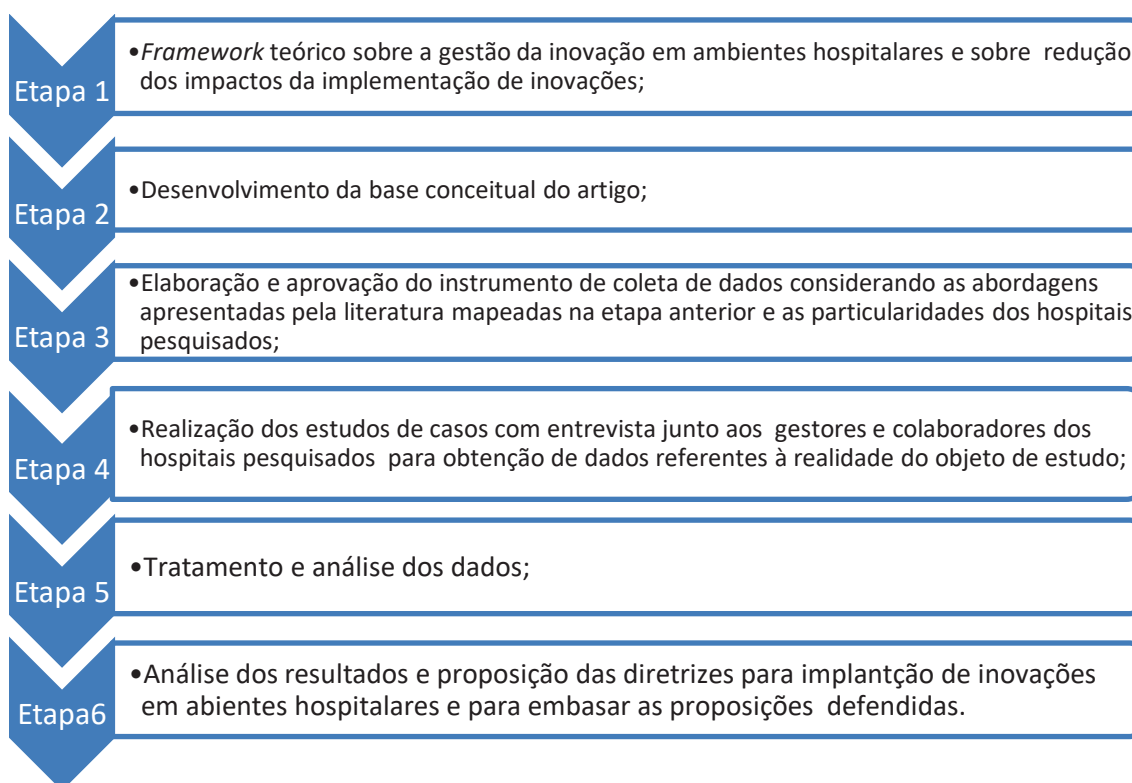 Etapa 1
•Framework teórico sobre a gestão da inovação em ambientes hospitalares e sobre  redução
dos impactos da implementação de inovações;
Etapa 2
•Desenvolvimento da base conceitual do artigo;
Etapa 3
•Elaboração e aprovação do instrumento de coleta de dados considerando as abordagens
apresentadas pela literatura mapeadas na etapa anterior e as particularidades dos hospitais
pesquisados;
Etapa 4
•Realização dos estudos de casos com entrevista junto aos  gestores e colaboradores dos
hospitais pesquisados  para obtenção de dados referentes à realidade do objeto de estudo;
Etapa 5
•Tratamento e análise dos dados;
Etapa6
•Análise dos resultados e proposição das diretrizes para implantção de inovações
em abientes hospitalares e para embasar as proposições  defendidas.